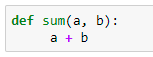 def sum(a, b):
    a + b